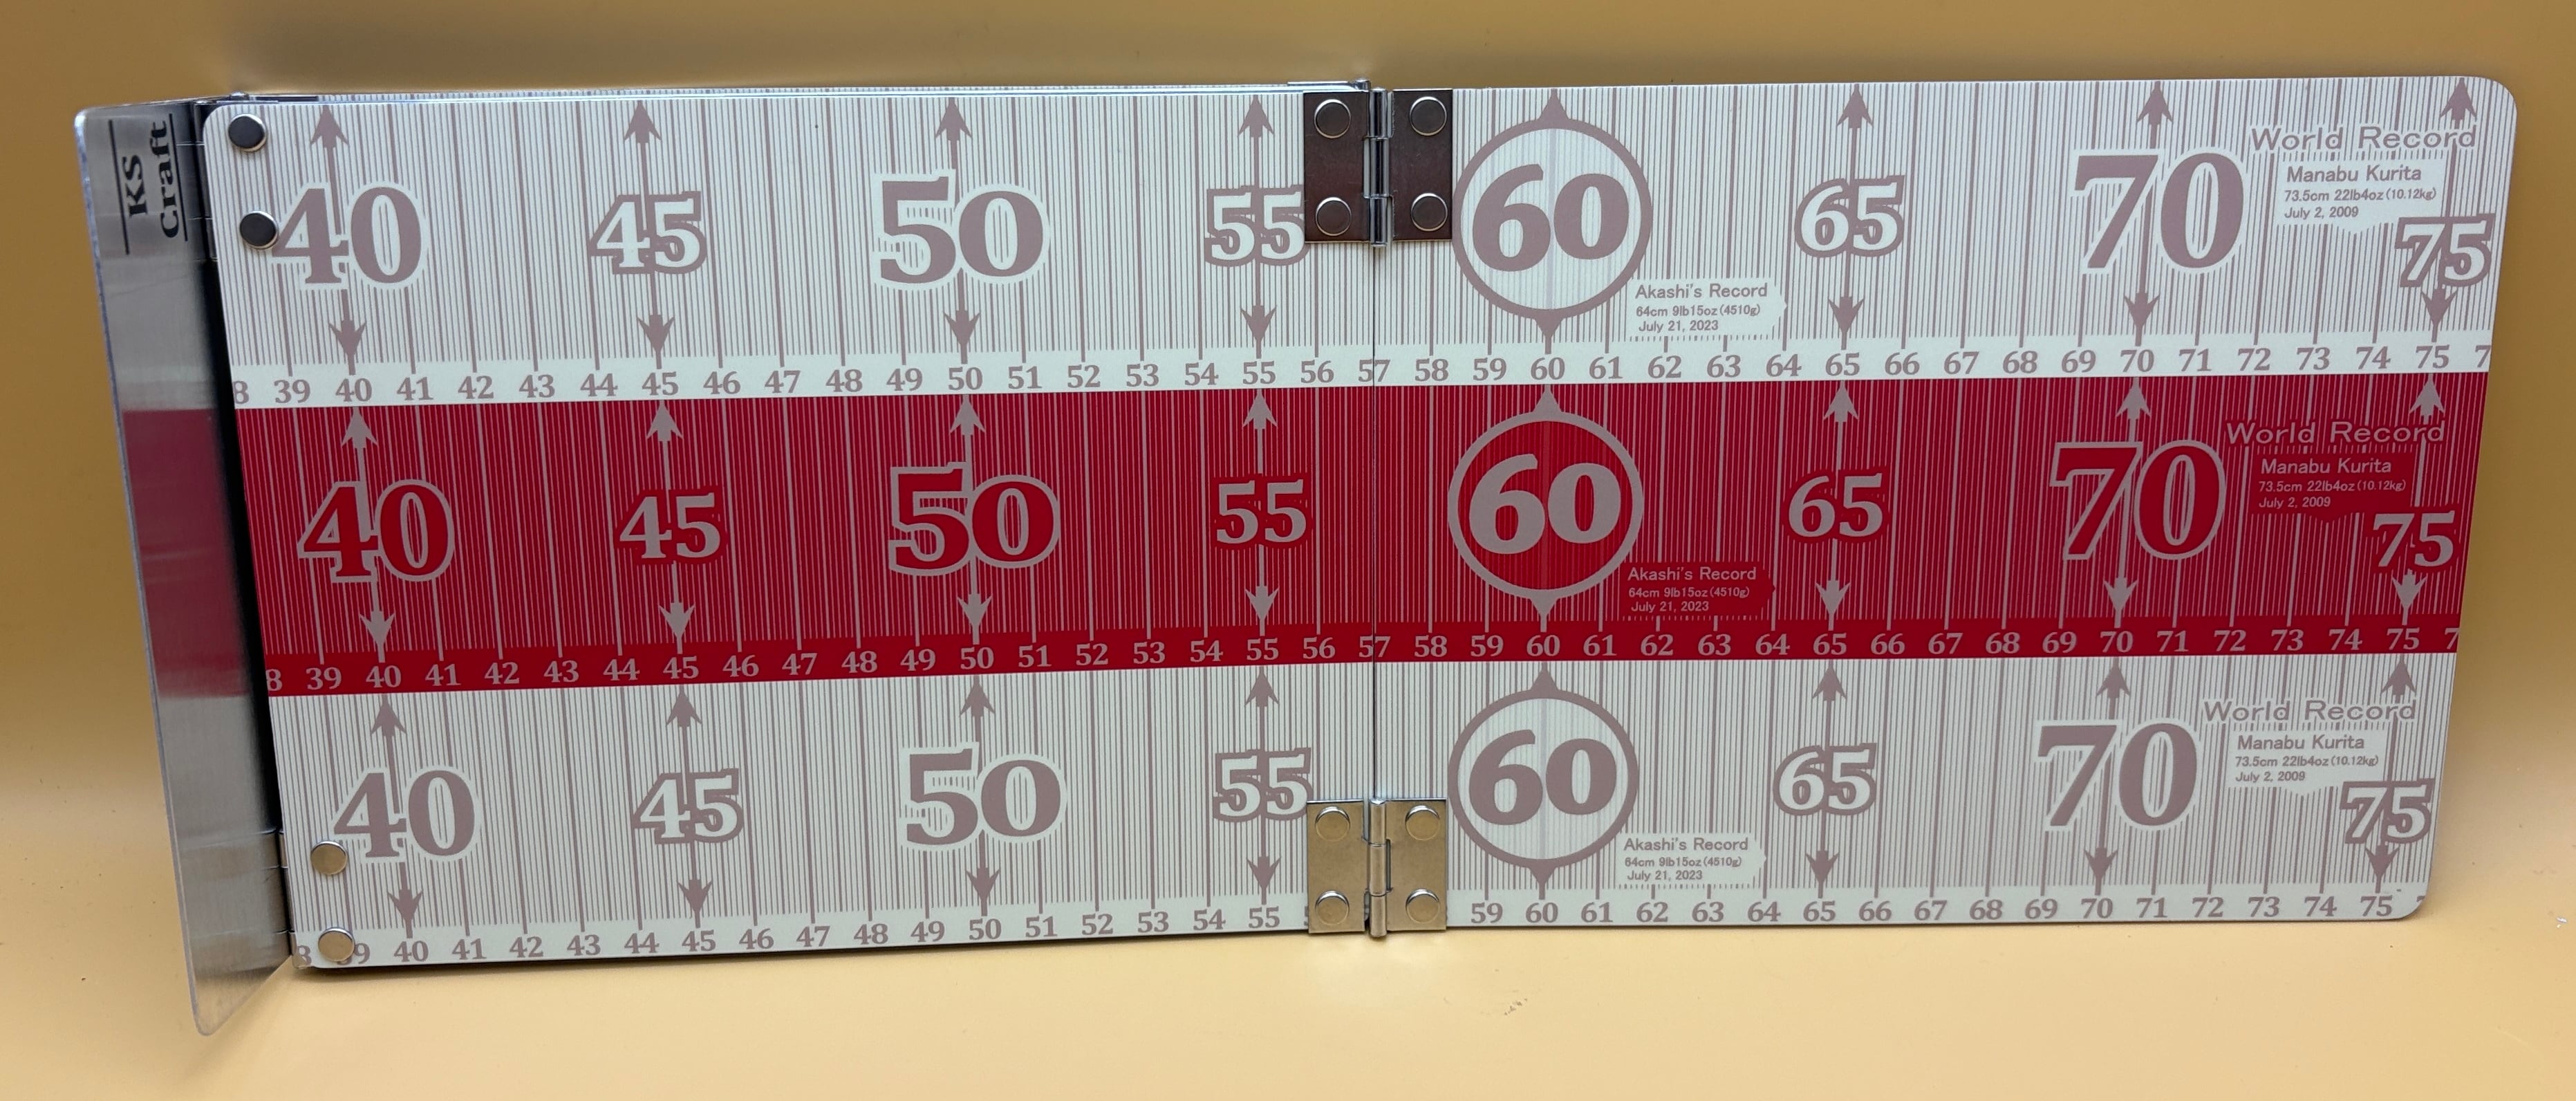 KS
Craft
40 45 50 55 60 65 70
World Record
Manabu Kurita
73.5cm 22lb4oz(10.12kg)
July 2, 2009
75
Akashi's Record
64cm 9lb15oz(4510g)
July 21, 2023
8 39 40 41 42 43 44 45 46 47 48 49 50 51 52 53 54 55 56 57 58 59 60 61 62 63 64 65 66 67 68 69 70 71 72 73 74 75 7
40 45 50 55 60 65 70
World Record
Manabu Kurita
73.5cm 22lb4oz(10.12kg)
July 2, 2009
75
Akashi's Record
64cm 9lb15oz(4510g)
July 21, 2023
8 39 40 41 42 43 44 45 46 47 48 49 50 51 52 53 54 55 56 57 58 59 60 61 62 63 64 65 66 67 68 69 70 71 72 73 74 75 7
40 45 50 55 60 65 70
World Record
Manabu Kurita
73.5cm 22lb4oz(10.12kg)
July 2, 2009
75
Akashi's Record
64cm 9lb15oz(4510g)
July 21, 2023
8 39 40 41 42 43 44 45 46 47 48 49 50 51 52 53 54 55 59 60 61 62 63 64 65 66 67 68 69 70 71 72 73 74 75